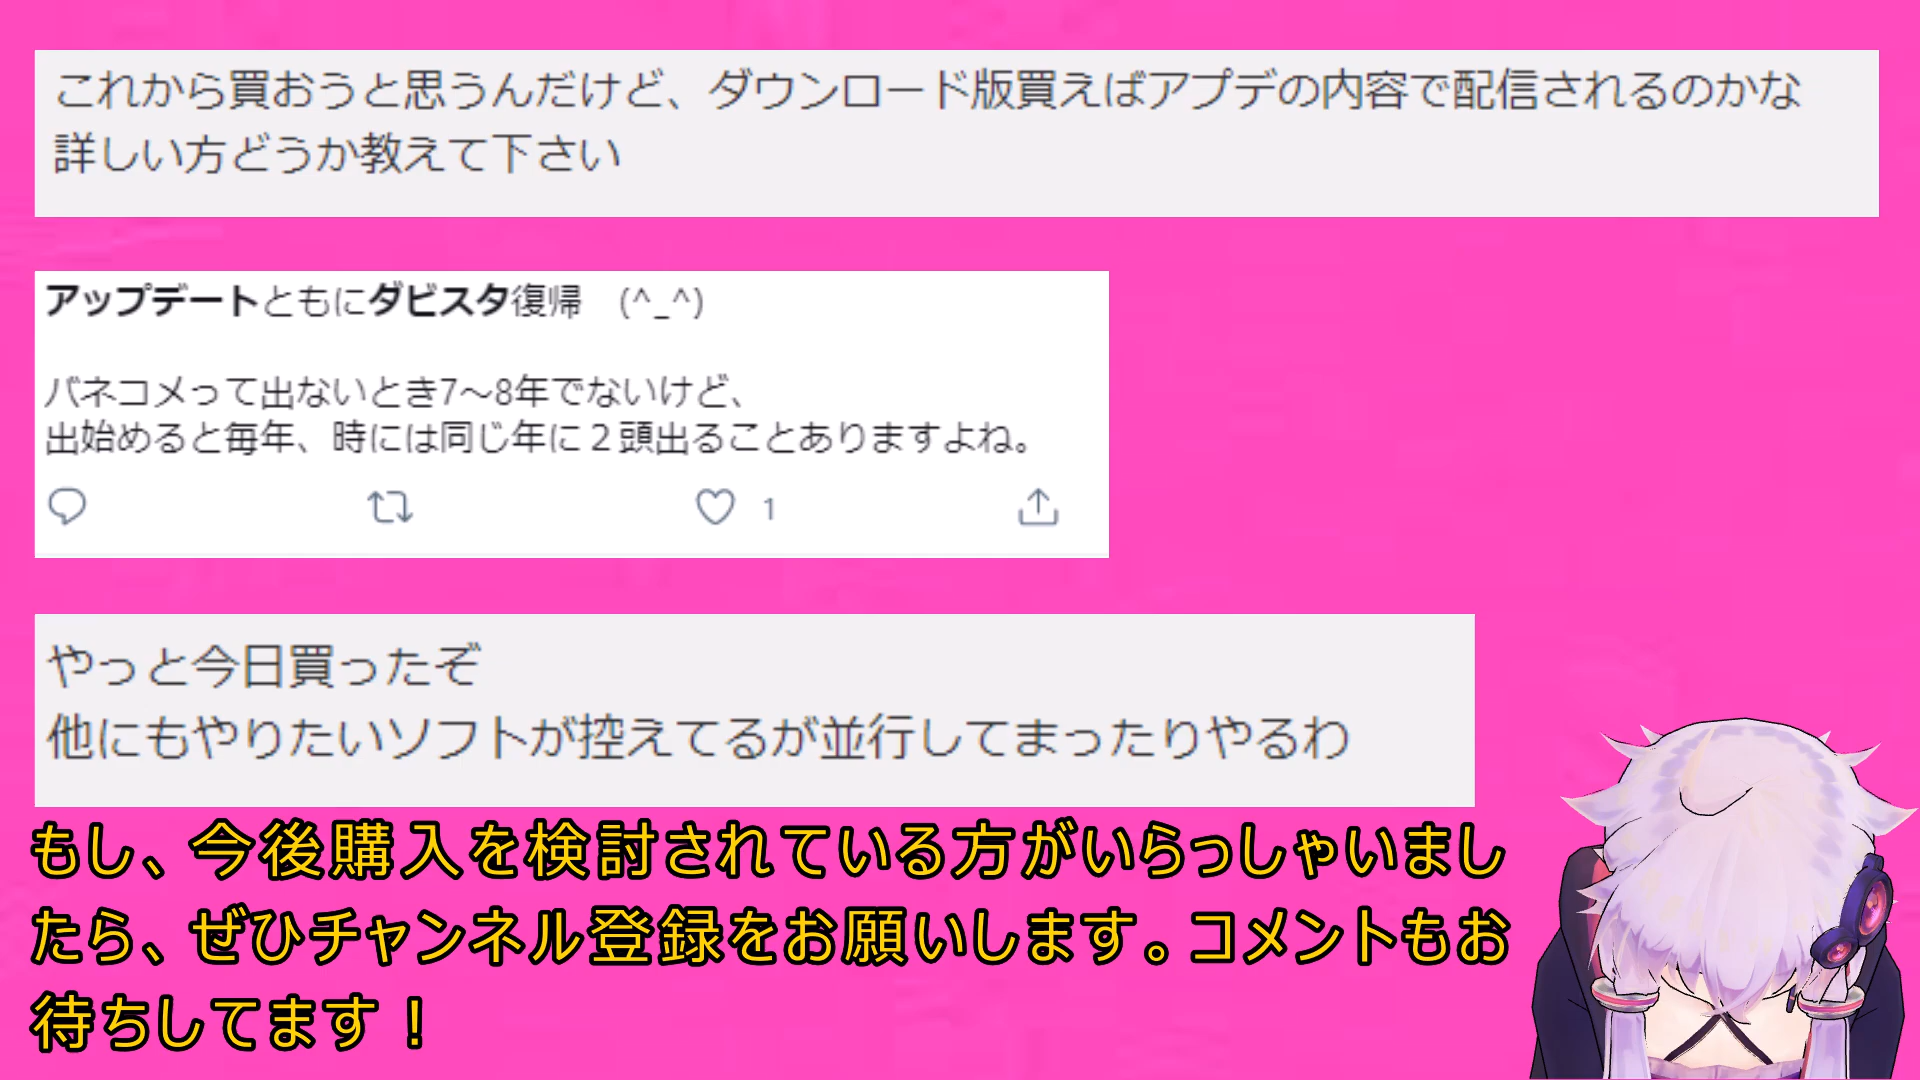 これから買おうと思うんだけど、ダウンロード版買えばアプデの内容で配信されるのかな
詳しい方どうか教えて下さい
アップデートともにダビスタ復帰　(^_^)
バネコメって出ないとき7～8年でないけど、
出始めると毎年、時には同じ年に２頭出ることありますよね。
1
やっと今日買ったぞ
他にもやりたいソフトが控えてるが並行してまったりやるわ
もし、今後購入を検討されている方がいらっしゃいまし
たら、ぜひチャンネル登録をお願いします。コメントもお
待ちしてます！